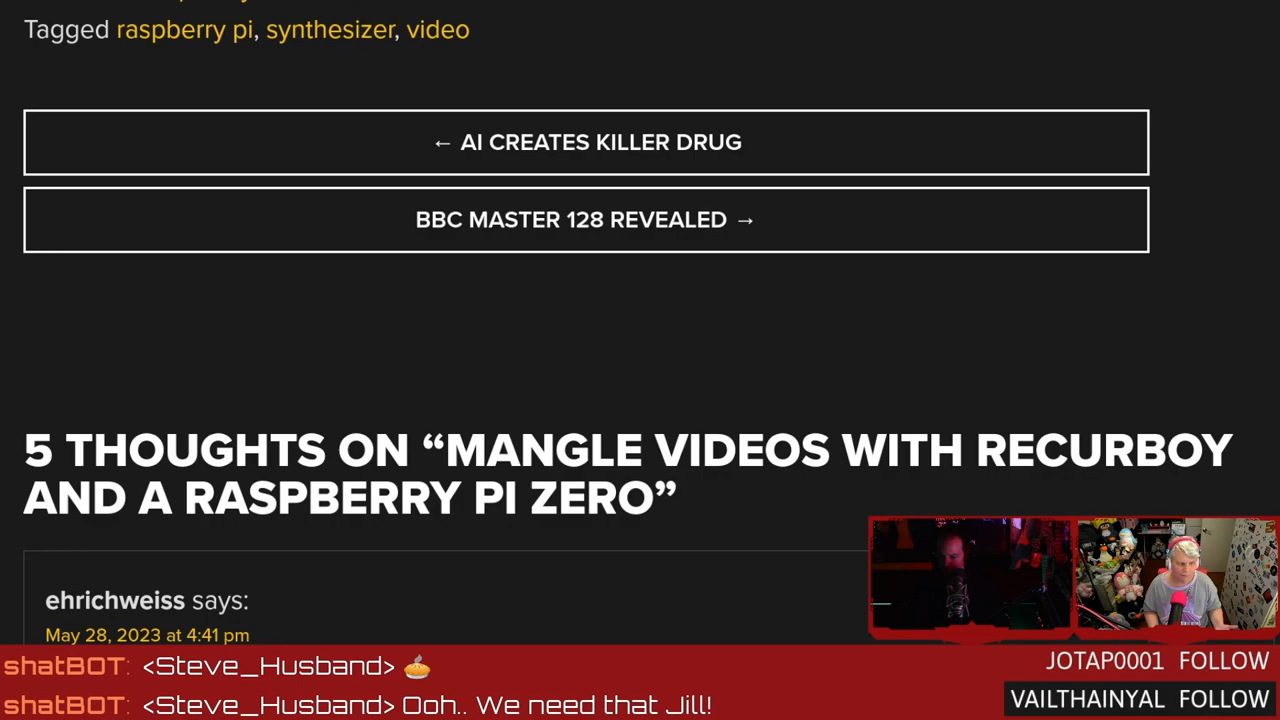 Tagged raspberry pi, synthesizer, video
← AI CREATES KILLER DRUG
BBC MASTER 128 REVEALED →
5 THOUGHTS ON “MANGLE VIDEOS WITH RECURBOY
AND A RASPBERRY PI ZERO”
ehrichweiss says:
May 28, 2023 at 4:41 pm
shatBOT: <Steve_Husband> 🥧
shatBOT: <Steve_Husband> Ooh.. We need that Jill!
JOTAP0001 FOLLOW
VAILTHAINYAL FOLLOW